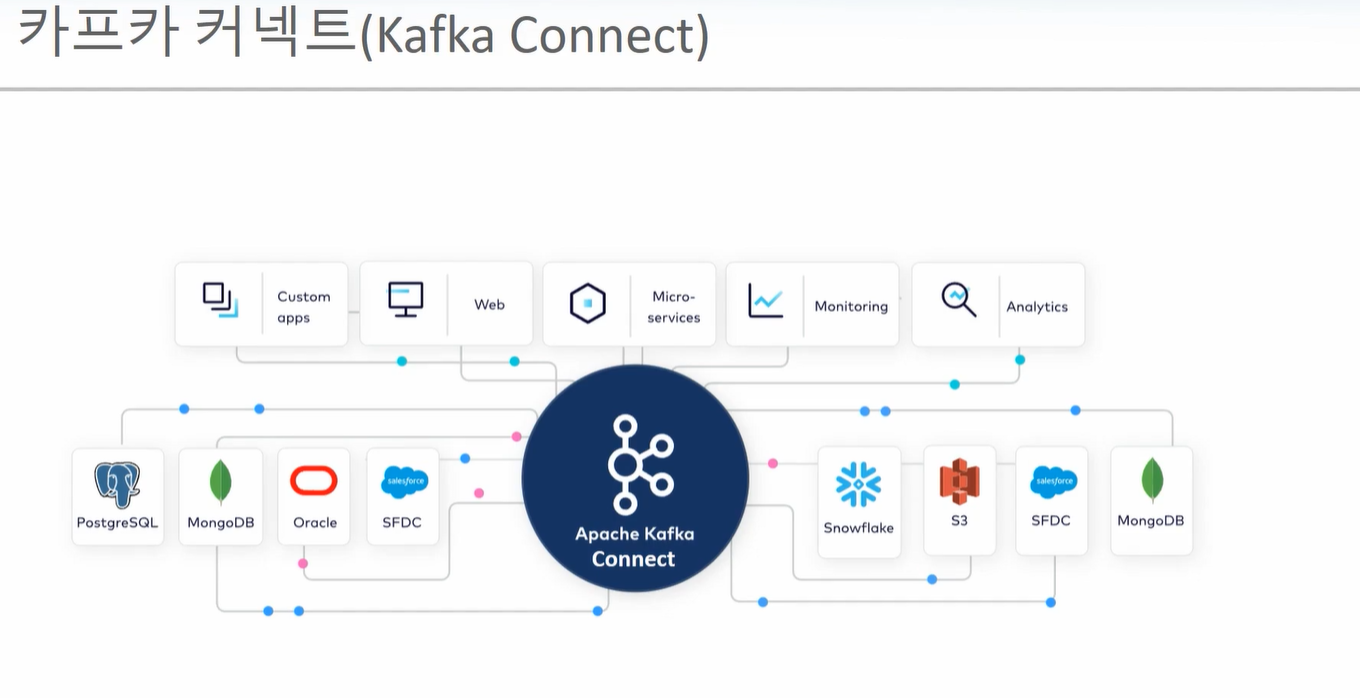 카프카 커넥트(Kafka Connect)
Custom
apps
Web
Micro-
services
Monitoring
Analytics
PostgreSQL
MongoDB
Oracle
salesforce
SFDC
Apache Kafka
Connect
Snowflake
S3
salesforce
SFDC
MongoDB